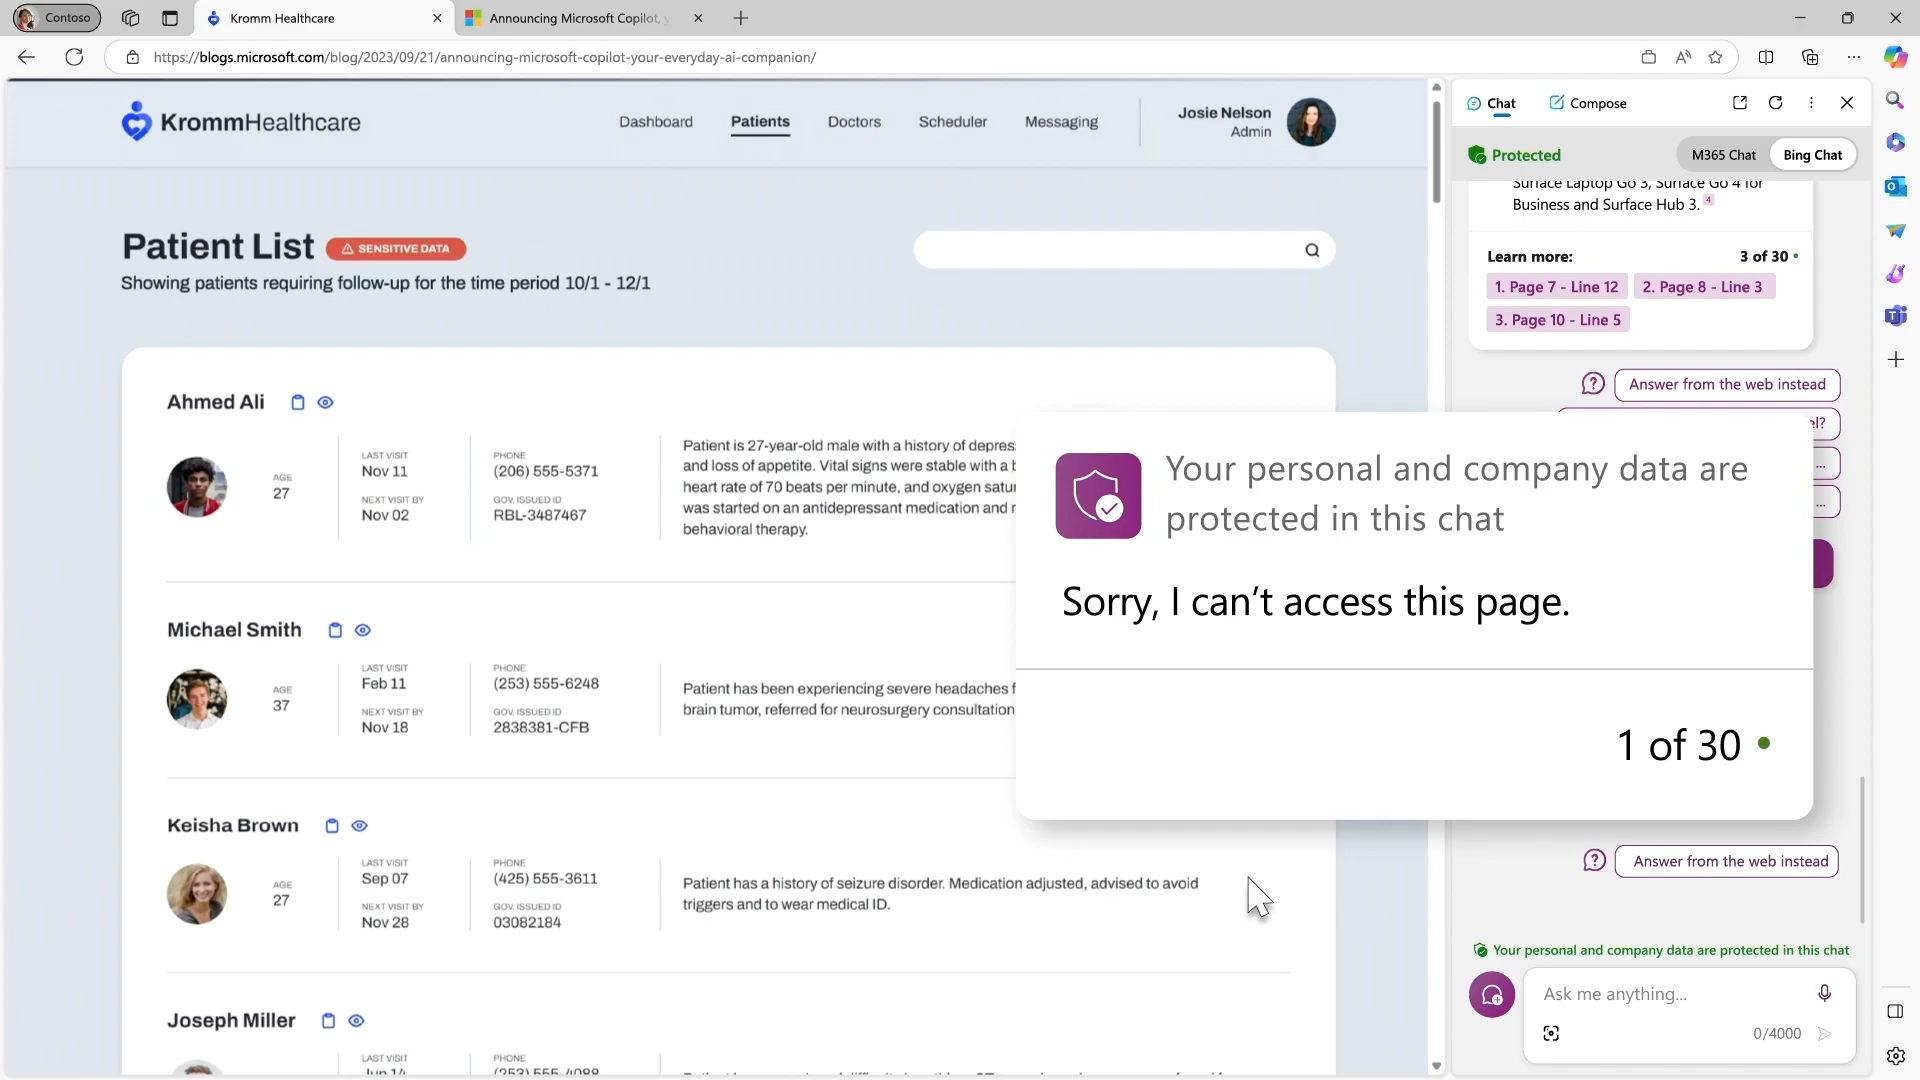 Contoso
Kromm Healthcare
Announcing Microsoft Copilot,
https://blogs.microsoft.com/blog/2023/09/21/announcing-microsoft-copilot-your-everyday-ai-companion/
KrommHealthcare
Dashboard
Patients
Doctors
Scheduler
Messaging
Josie Nelson
Admin
Patient List
SENSITIVE DATA
Showing patients requiring follow-up for the time period 10/1 - 12/1
Ahmed Ali
AGE
27
LAST VISIT
Nov 11
NEXT VISIT BY
Nov 02
PHONE
(206) 555-5371
GOV. ISSUED ID
RBL-3487467
Patient is 27-year-old male with a history of depres
and loss of appetite. Vital signs were stable with a b
heart rate of 70 beats per minute, and oxygen satur
was started on an antidepressant medication and r
behavioral therapy.
Michael Smith
AGE
37
LAST VISIT
Feb 11
NEXT VISIT BY
Nov 18
PHONE
(253) 555-6248
GOV. ISSUED ID
2838381-CFB
Patient has been experiencing severe headaches f
brain tumor, referred for neurosurgery consultation
Keisha Brown
AGE
27
LAST VISIT
Sep 07
NEXT VISIT BY
Nov 28
PHONE
(425) 555-3611
GOV. ISSUED ID
03082184
Patient has a history of seizure disorder. Medication adjusted, advised to avoid
triggers and to wear medical ID.
Joseph Miller
LAST VISIT
PHONE
Chat
Compose
Protected
M365 Chat
Bing Chat
Surface Laptop Go 3, Surface Go 4 for
Business and Surface Hub 3. 4
Learn more:
3 of 30
1. Page 7 - Line 12
2. Page 8 - Line 3
3. Page 10 - Line 5
Answer from the web instead
el?
...
...
Your personal and company data are
protected in this chat
Sorry, I can't access this page.
1 of 30
Answer from the web instead
Your personal and company data are protected in this chat
Ask me anything...
0/4000